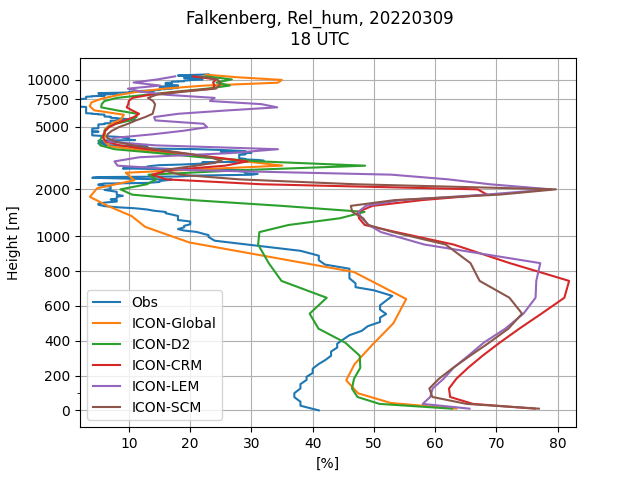 Falkenberg, Rel_hum, 20220309
18 UTC
10000
7500
5000
2000
1000
800
600
400
200
0
Height [m]
Obs
ICON-Global
ICON-D2
ICON-CRM
ICON-LEM
ICON-SCM
10 20 30 40 50 60 70 80
[%]